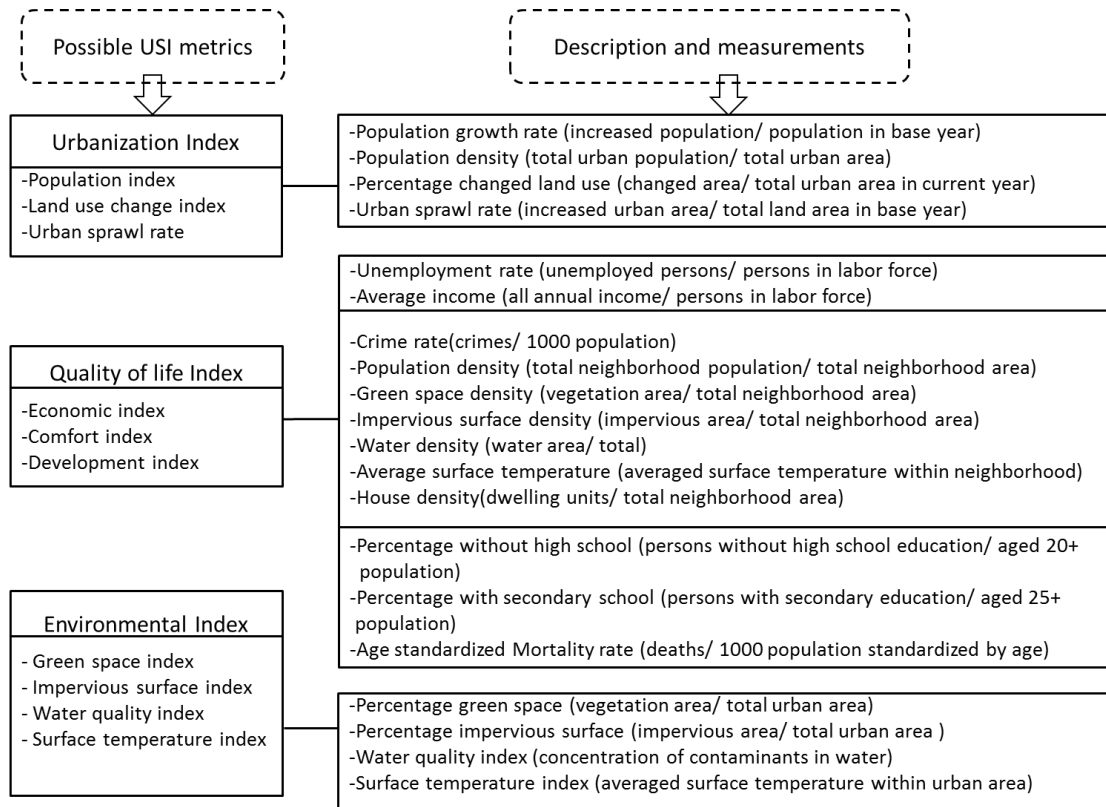 Possible USI metrics
Description and measurements
Urbanization Index
-Population index
-Land use change index
-Urban sprawl rate
-Population growth rate (increased population/ population in base year)
-Population density (total urban population/ total urban area)
-Percentage changed land use (changed area/ total urban area in current year)
-Urban sprawl rate (increased urban area/ total land area in base year)
Quality of life Index
-Economic index
-Comfort index
-Development index
-Unemployment rate (unemployed persons/ persons in labor force)
-Average income (all annual income/ persons in labor force)
-Crime rate(crimes/ 1000 population)
-Population density (total neighborhood population/ total neighborhood area)
-Green space density (vegetation area/ total neighborhood area)
-Impervious surface density (impervious area/ total neighborhood area)
-Water density (water area/ total)
-Average surface temperature (averaged surface temperature within neighborhood)
-House density(dwelling units/ total neighborhood area)
-Percentage without high school (persons without high school education/ aged 20+
population)
-Percentage with secondary school (persons with secondary education/ aged 25+
population)
-Age standardized Mortality rate (deaths/ 1000 population standardized by age)
Environmental Index
- Green space index
- Impervious surface index
- Water quality index
- Surface temperature index
-Percentage green space (vegetation area/ total urban area)
-Percentage impervious surface (impervious area/ total urban area )
-Water quality index (concentration of contaminants in water)
-Surface temperature index (averaged surface temperature within urban area)